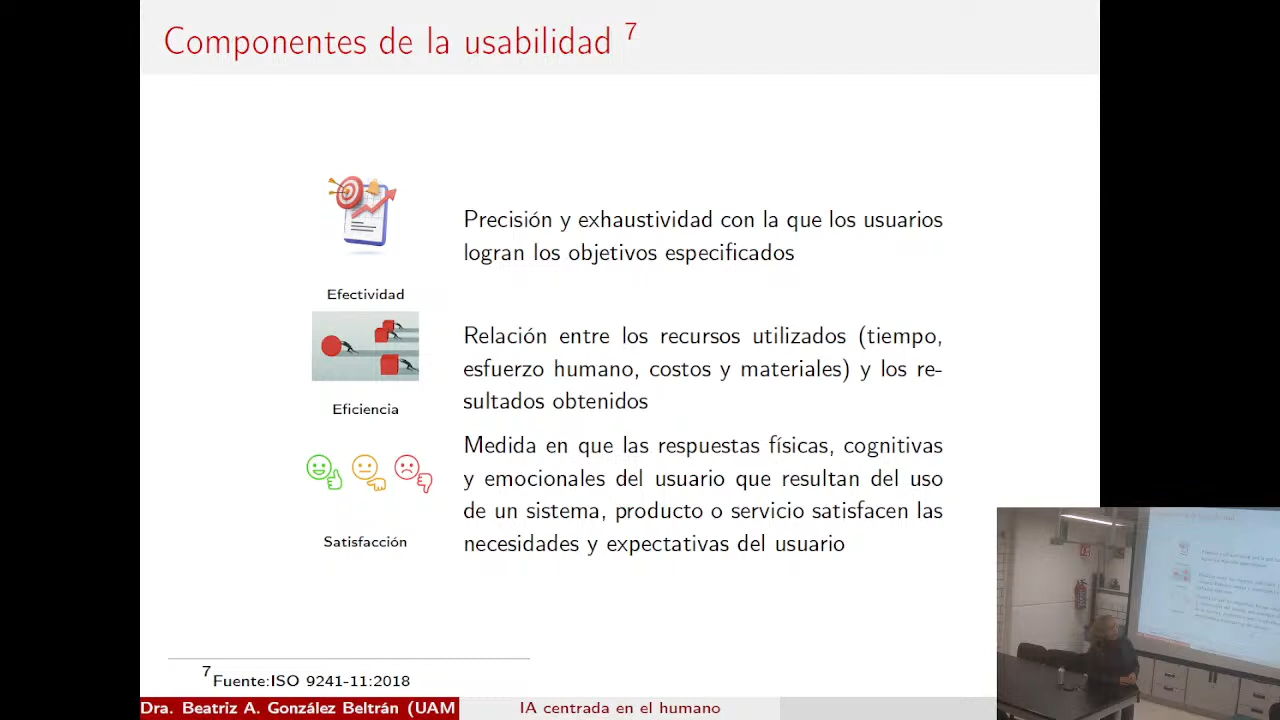 Componentes de la usabilidad 7
Precisión y exhaustividad con la que los usuarios
logran los objetivos especificados
Efectividad
Relación entre los recursos utilizados (tiempo,
esfuerzo humano, costos y materiales) y los re-
sultados obtenidos
Eficiencia
Medida en que las respuestas físicas, cognitivas
y emocionales del usuario que resultan del uso
de un sistema, producto o servicio satisfacen las
necesidades y expectativas del usuario
Satisfacción
7Fuente:ISO 9241-11:2018
Dra. Beatriz A. González Beltrán (UAM
IA centrada en el humano